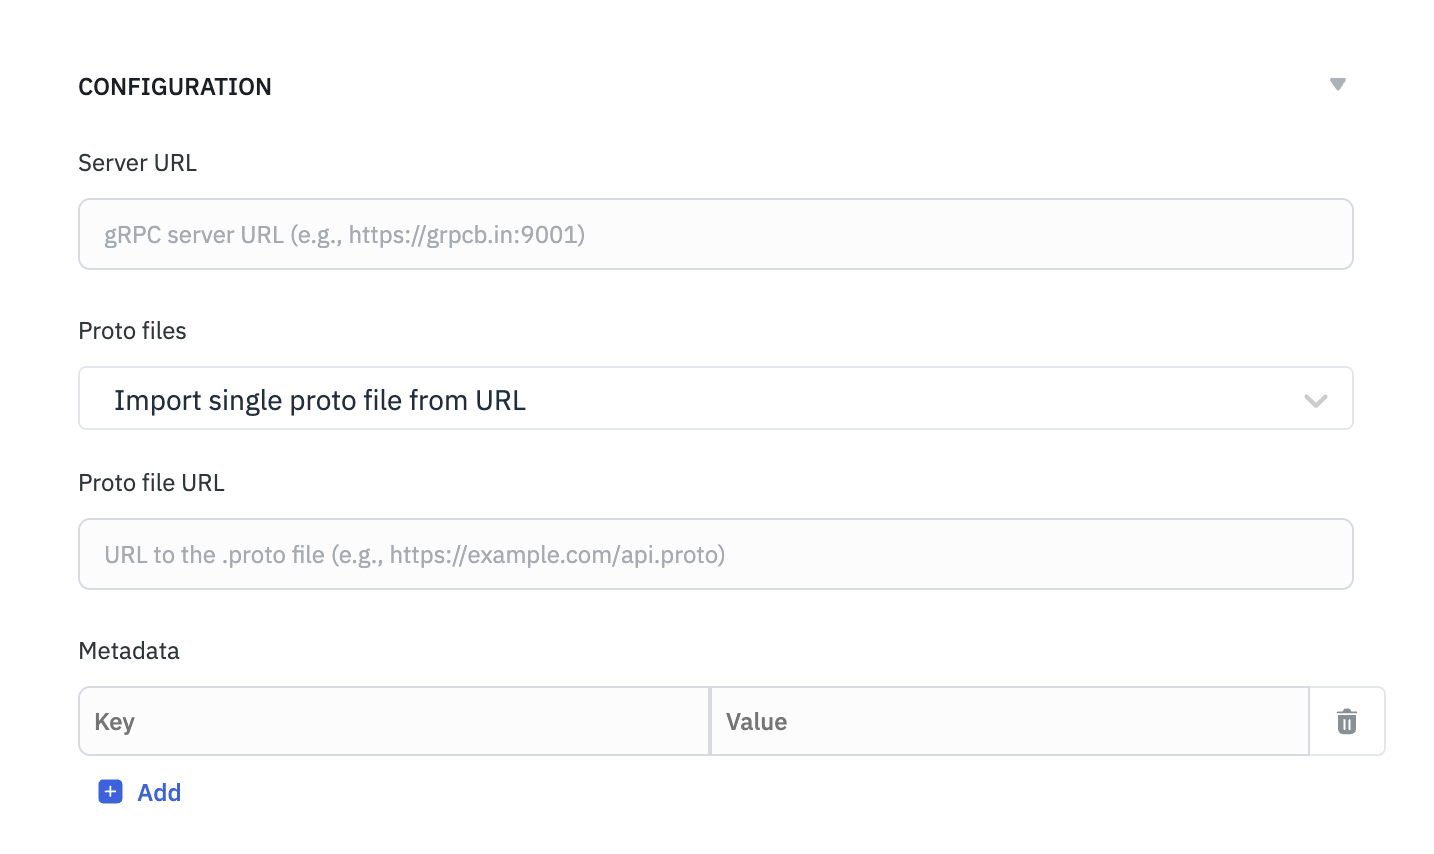 CONFIGURATION
Server URL
gRPC server URL (e.g., https://grpcb.in:9001)
Proto files
Import single proto file from URL
Proto file URL
URL to the .proto file (e.g., https://example.com/api.proto)
Metadata
Key Value
Add